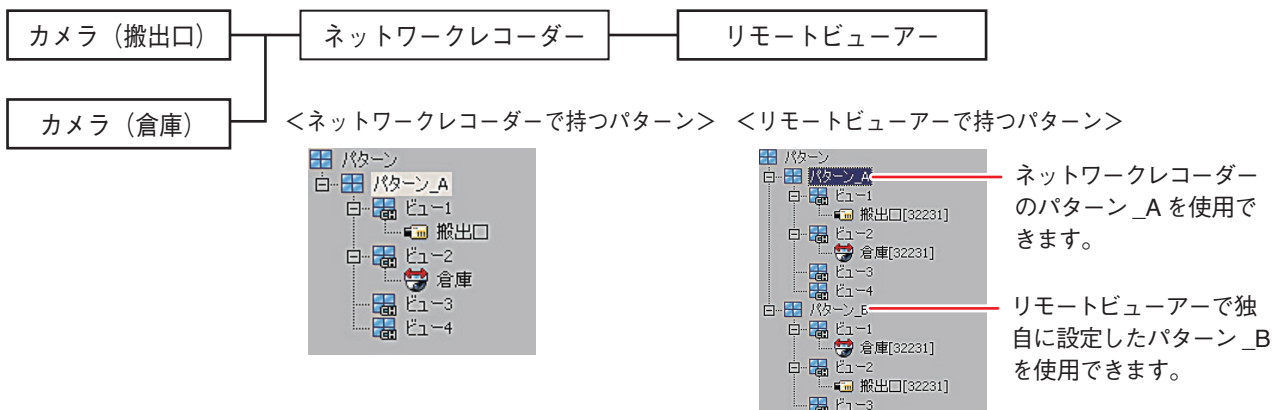 カメラ（搬出口）
ネットワークレコーダー
リモートビューアー
カメラ（倉庫）
＜ネットワークレコーダーで持つパターン＞
＜リモートビューアーで持つパターン＞
パターン
パターン_A
ビュー1
搬出口
ビュー2
倉庫
ビュー3
ビュー4
パターン
パターン_A
ビュー1
搬出口[32231]
ビュー2
倉庫[32231]
ビュー3
ビュー4
パターン_B
ビュー1
倉庫[32231]
ビュー2
搬出口[32231]
ビュー3
ネットワークレコーダー
のパターン _A を使用で
きます。
リモートビューアーで独
自に設定したパターン _B
を使用できます。